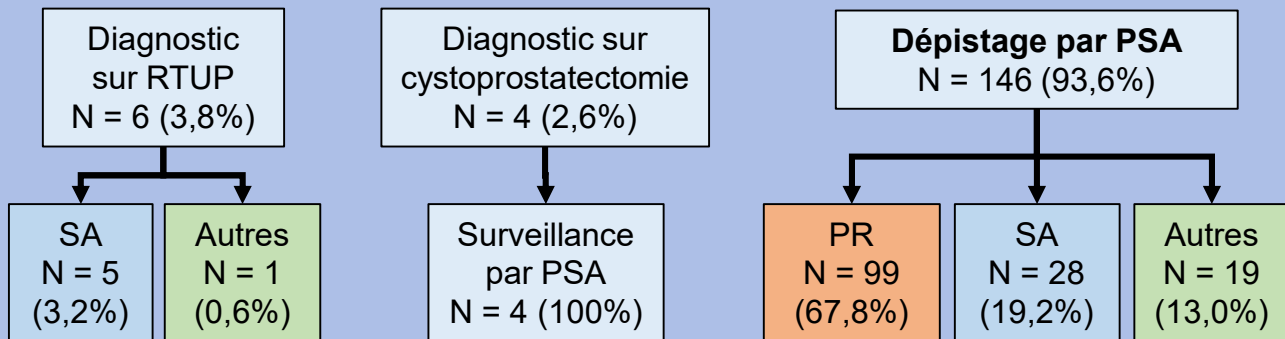 Diagnostic
sur RTUP
N = 6 (3,8%)
Diagnostic sur
cystoprostatectomie
N = 4 (2,6%)
Dépistage par PSA
N = 146 (93,6%)
SA
N = 5
(3,2%)
Autres
N = 1
(0,6%)
Surveillance
par PSA
N = 4 (100%)
PR
N = 99
(67,8%)
SA
N = 28
(19,2%)
Autres
N = 19
(13,0%)